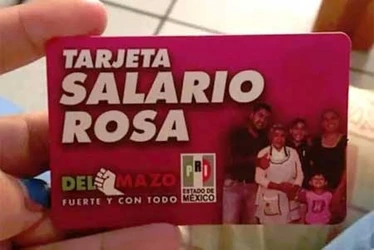 TARJETA
SALARIO
ROSA
DEL MAZO
FUERTE Y CON TODO
PRI
ESTADO DE
MÉXICO